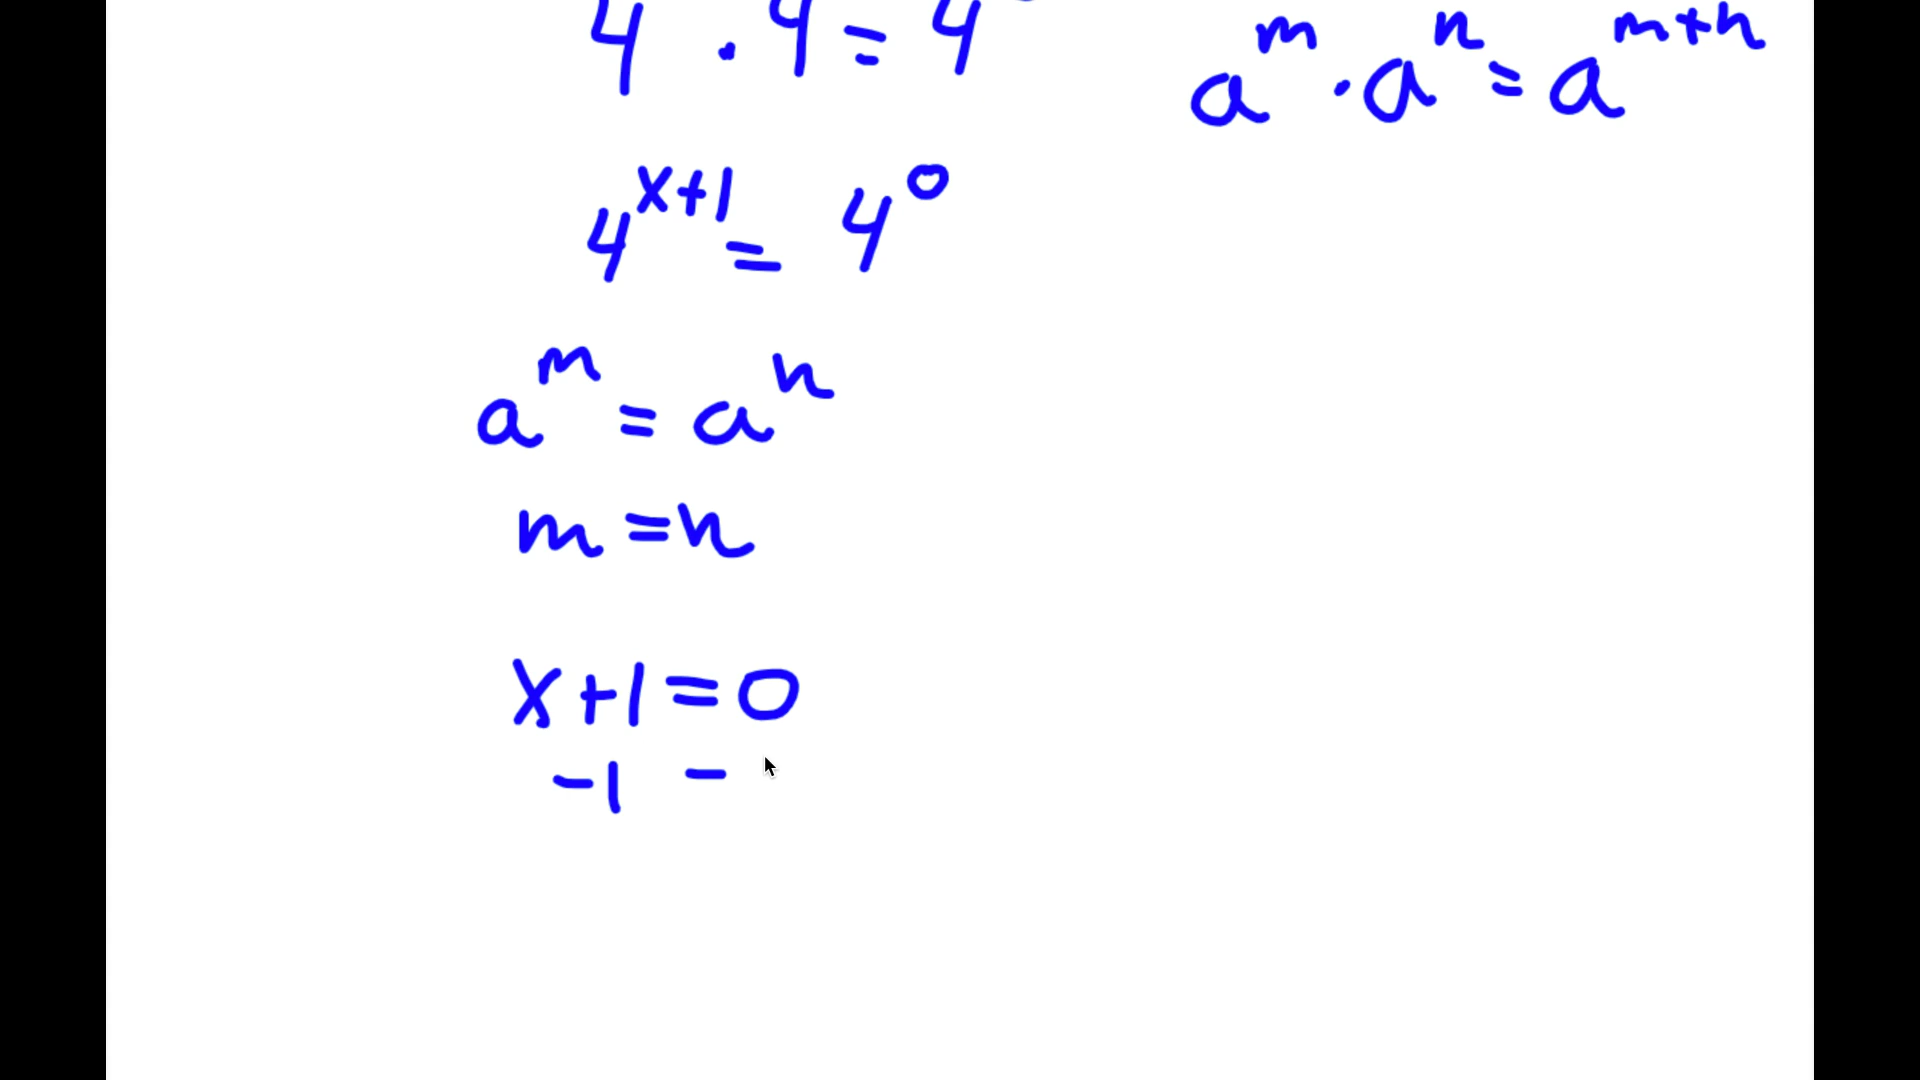 4 · 4 = 4
a^m · a^n = a^{m+n}
4^{x+1} = 4^0
a^m = a^n
m = n
x+1=0
-1 -